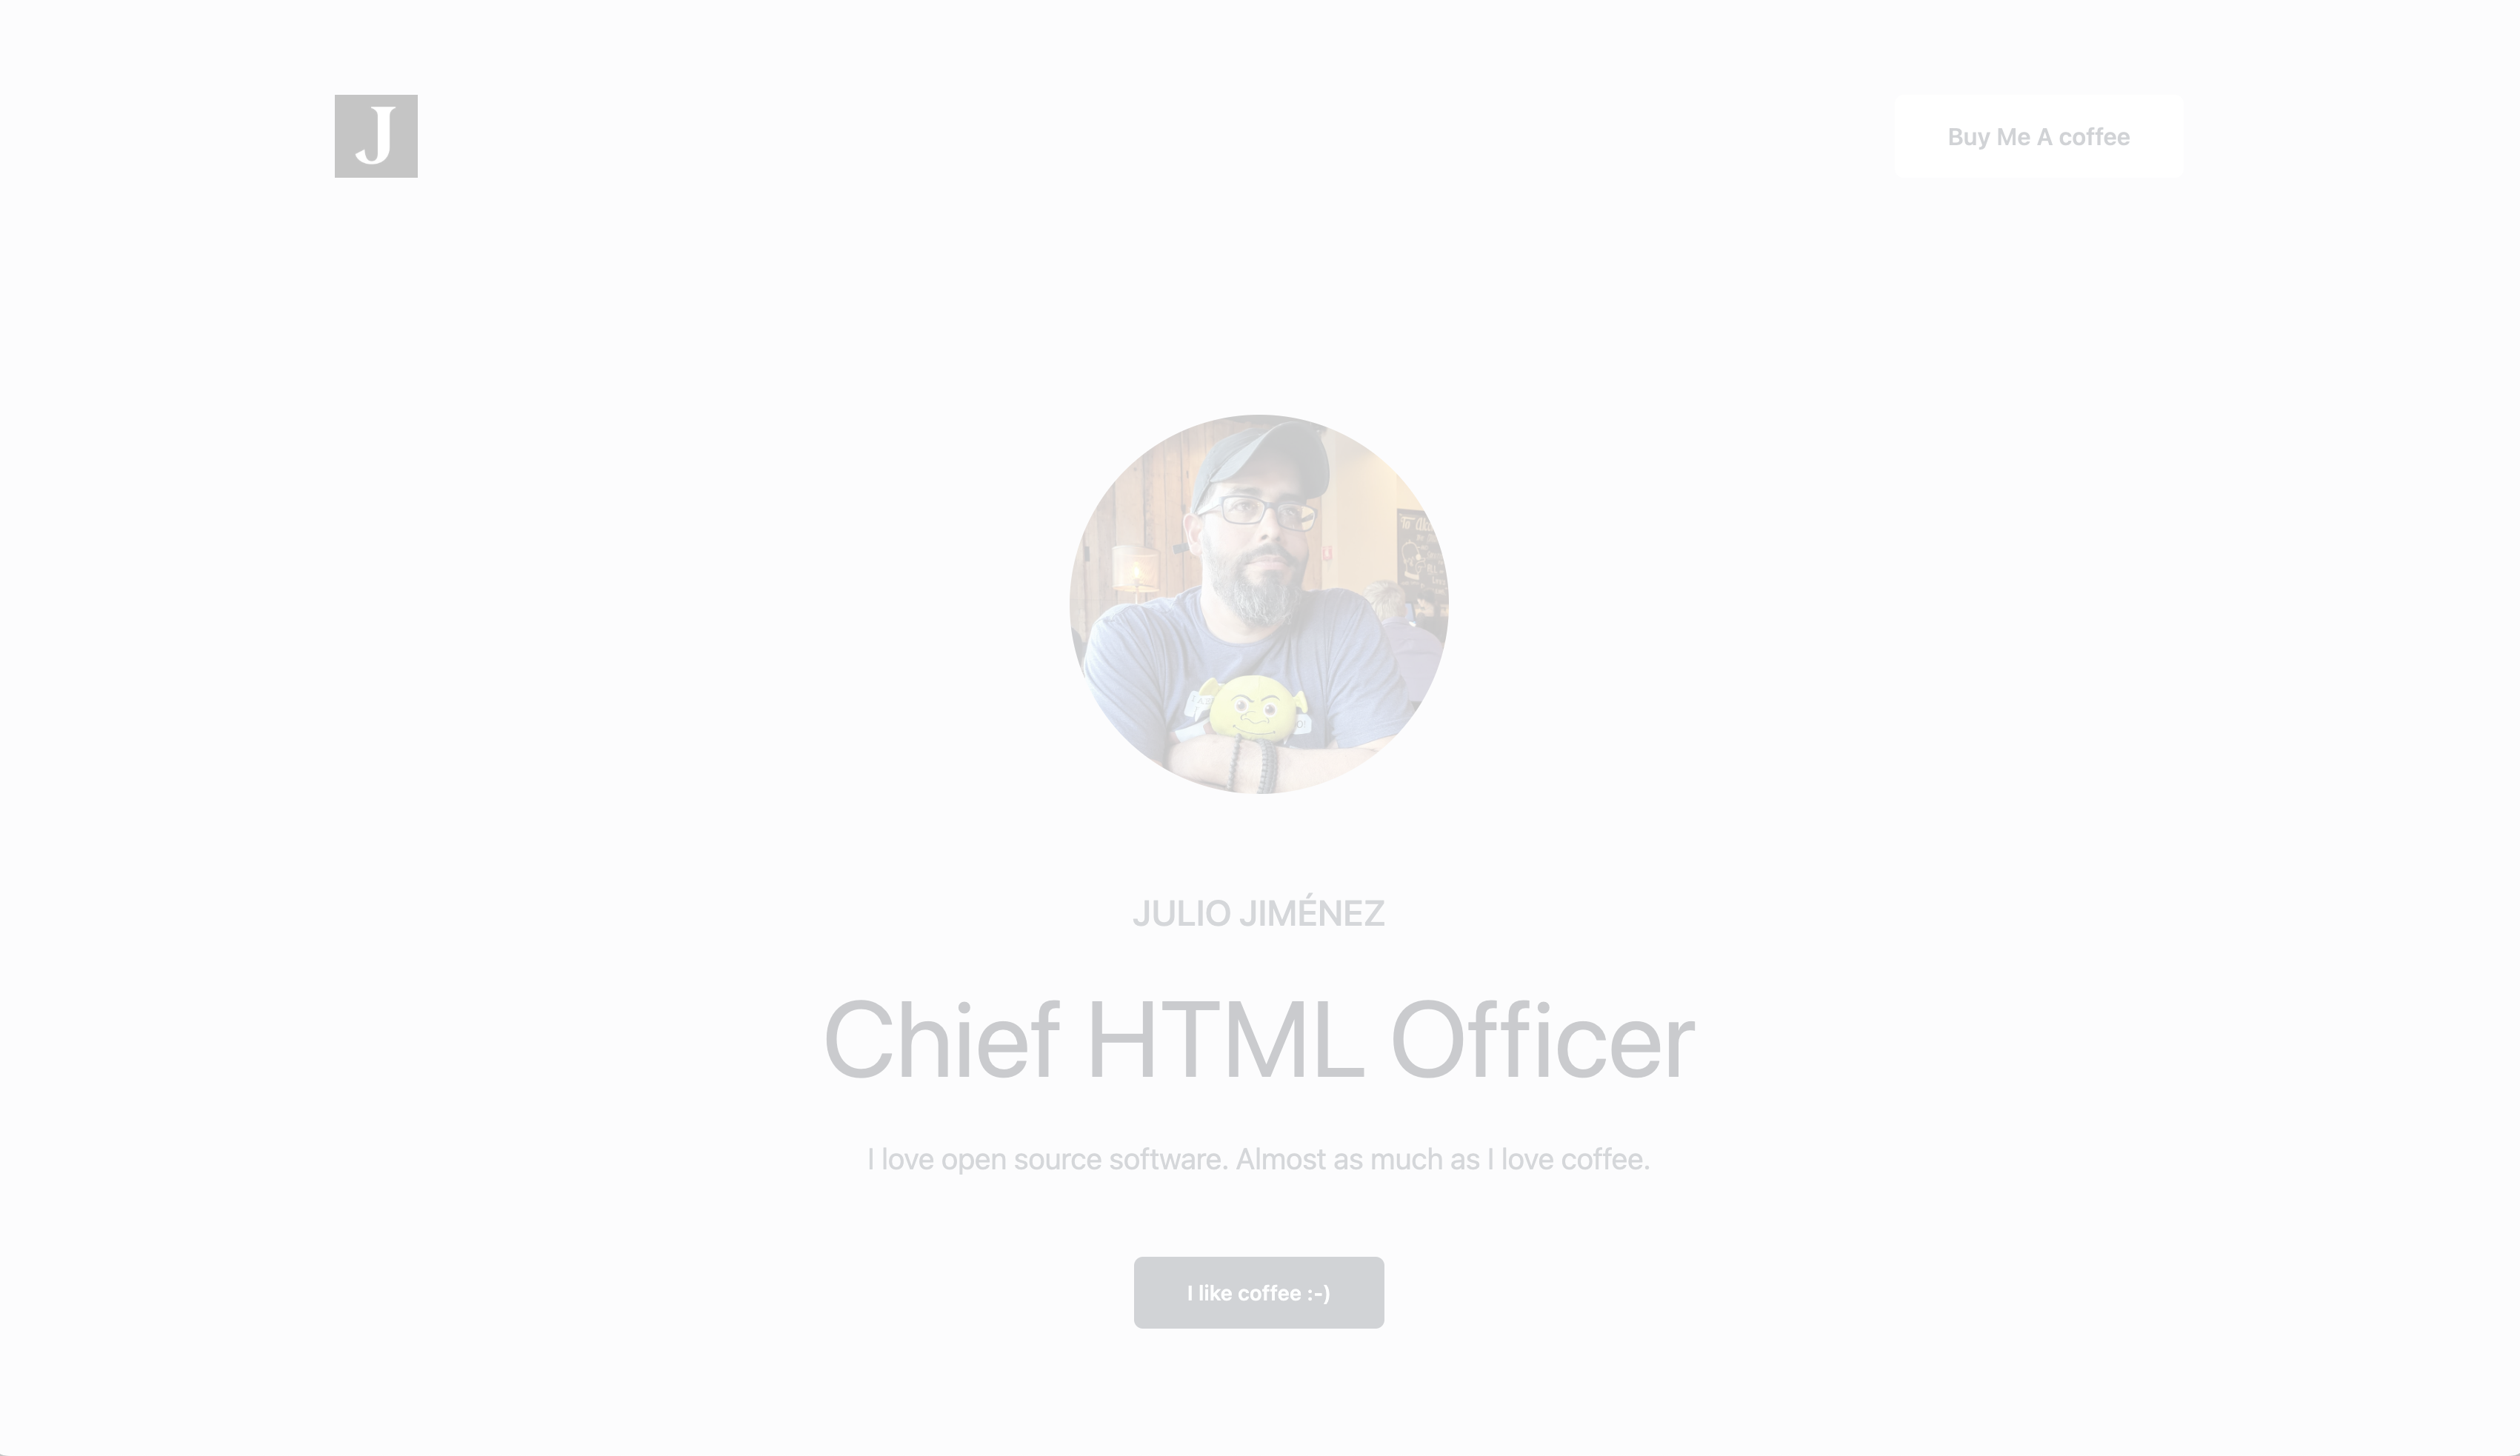 J
Buy Me A coffee
JULIO JIMÉNEZ
Chief HTML Officer
I love open source software. Almost as much as I love coffee.
I like coffee :-)